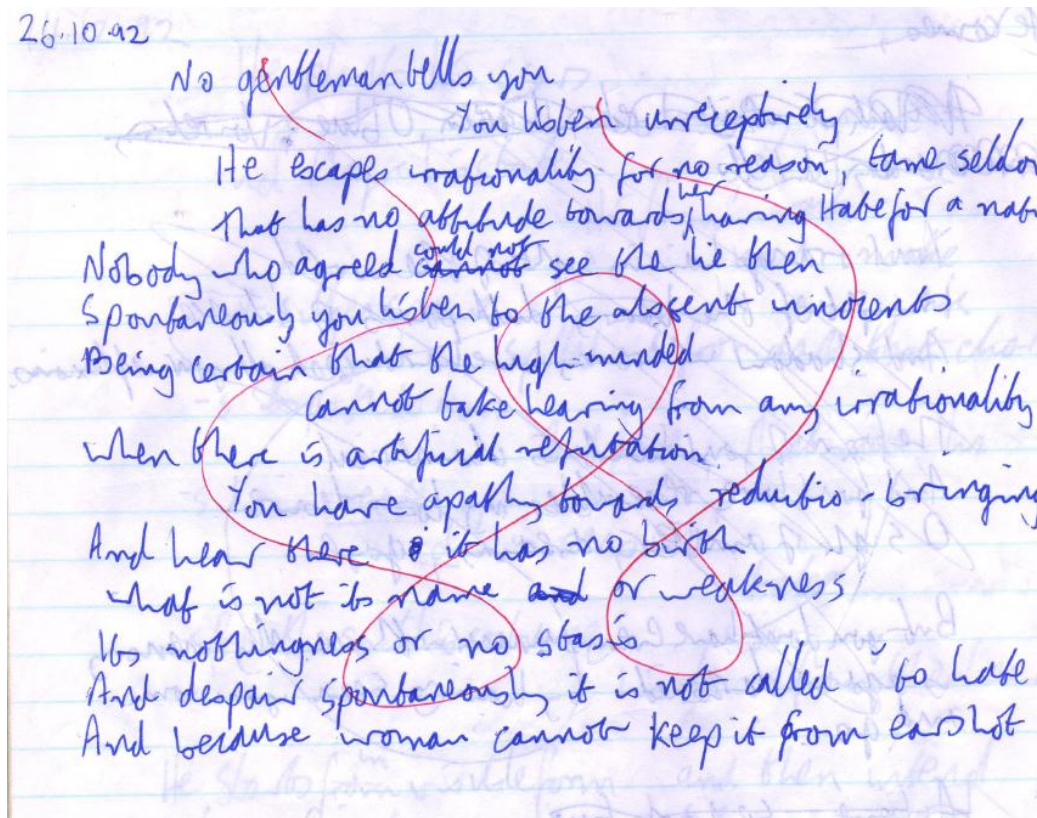 26.10.92
No gentleman tells you
You listen unreceptively
He escapes irrationality for no reason, tame seldom
That has no attitude towards her, having Hate for a nat
Nobody who agreed could not see the lie then
Spontaneously you listen to the absent innocents
Being certain that the high-minded
Cannot take hearing from any irrationality
When there is artificial refutation.
You have apathy towards reductio-bringing
And hear there it has no birth
What is not its name or weakness
Its nothingness or no stasis
And despair spontaneously it is not called to hate
And because woman cannot keep it from earshot